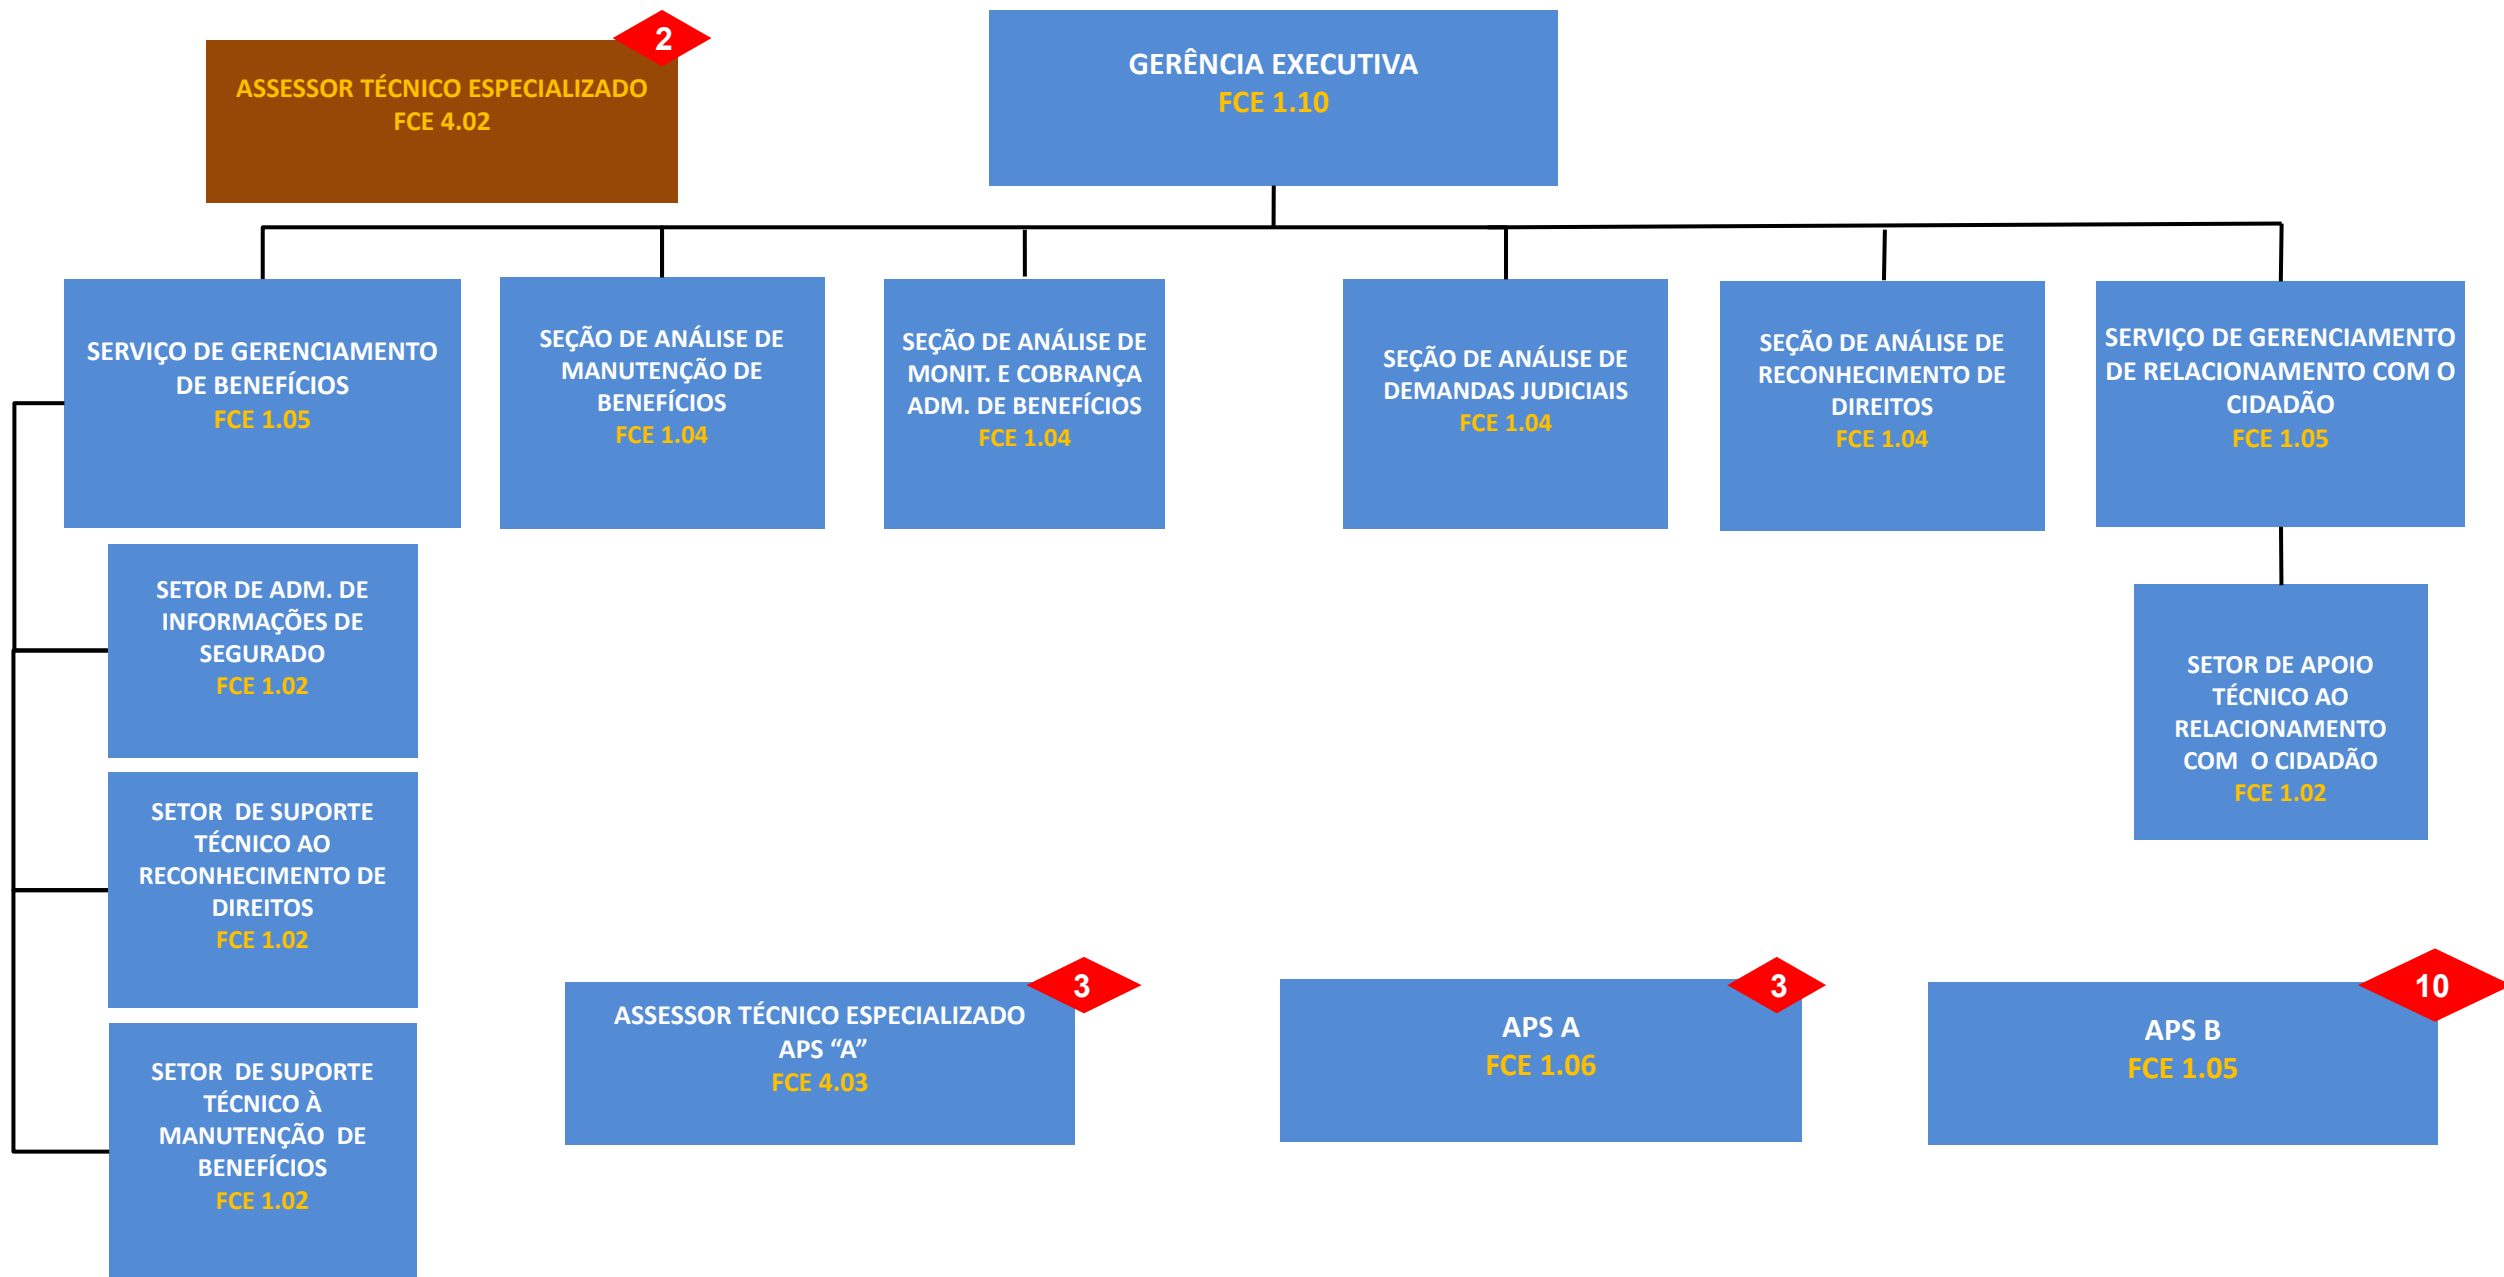 2
ASSESSOR TÉCNICO ESPECIALIZADO
FCE 4.02
GERÊNCIA EXECUTIVA
FCE 1.10
SERVIÇO DE GERENCIAMENTO
DE BENEFÍCIOS
FCE 1.05
SEÇÃO DE ANÁLISE DE
MANUTENÇÃO DE
BENEFÍCIOS
FCE 1.04
SEÇÃO DE ANÁLISE DE
MONIT. E COBRANÇA
ADM. DE BENEFÍCIOS
FCE 1.04
SEÇÃO DE ANÁLISE DE
DEMANDAS JUDICIAIS
FCE 1.04
SEÇÃO DE ANÁLISE DE
RECONHECIMENTO DE
DIREITOS
FCE 1.04
SERVIÇO DE GERENCIAMENTO
DE RELACIONAMENTO COM O
CIDADÃO
FCE 1.05
SETOR DE ADM. DE
INFORMAÇÕES DE
SEGURADO
FCE 1.02
SETOR DE APOIO
TÉCNICO AO
RELACIONAMENTO
COM O CIDADÃO
FCE 1.02
SETOR DE SUPORTE
TÉCNICO AO
RECONHECIMENTO DE
DIREITOS
FCE 1.02
3
ASSESSOR TÉCNICO ESPECIALIZADO
APS “A”
FCE 4.03
3
APS A
FCE 1.06
10
APS B
FCE 1.05
SETOR DE SUPORTE
TÉCNICO À
MANUTENÇÃO DE
BENEFÍCIOS
FCE 1.02